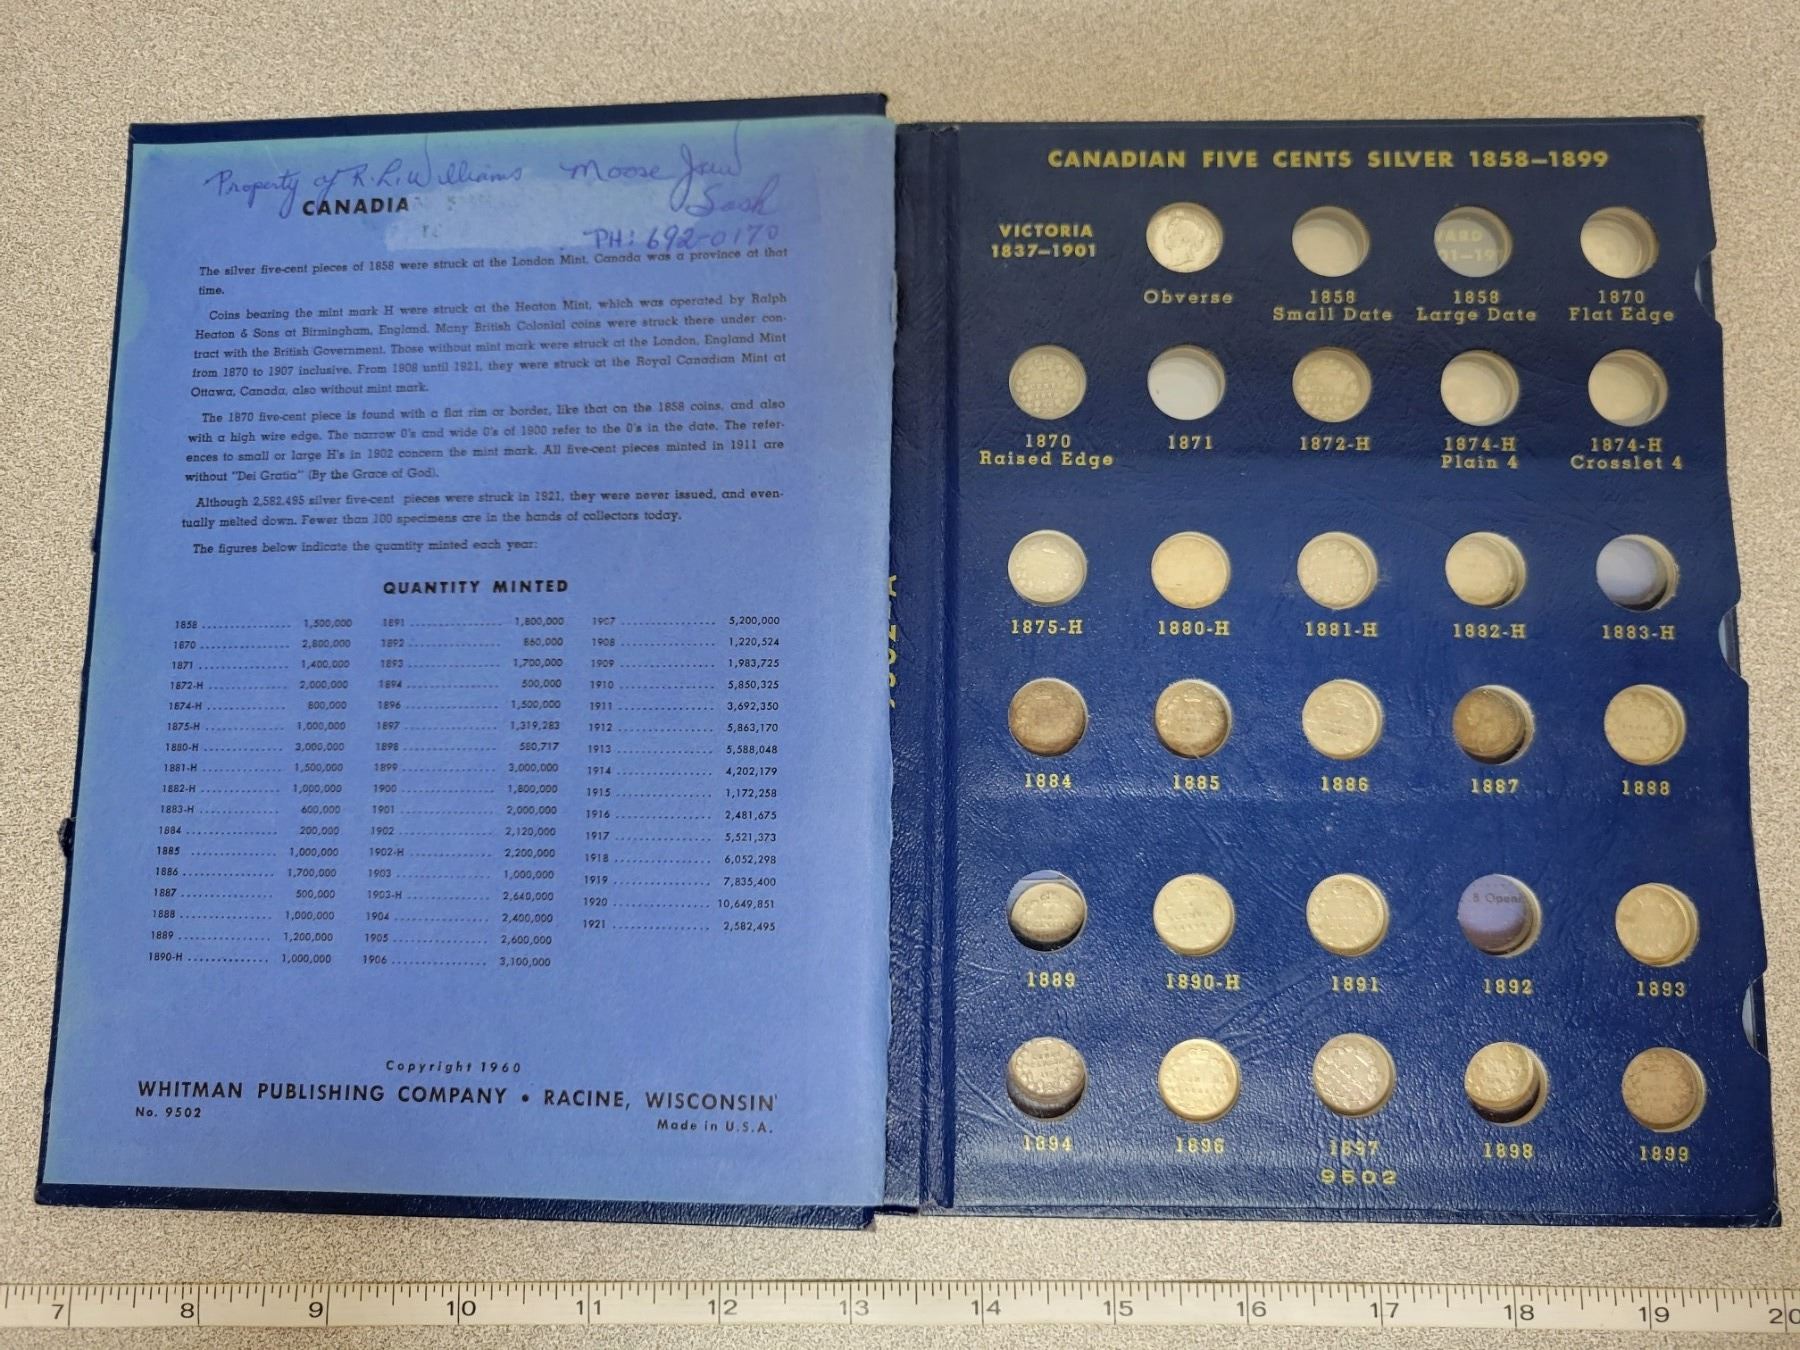 Property of R.L. Williams Moose Jaw
Sask
CANADIA
PH: 692-0170
The silver five-cent pieces of 1858 were struck at the London Mint. Canada was a province at that
time.
Coins bearing the mint mark H were struck at the Heaton Mint, which was operated by Ralph
Heaton & Sons at Birmingham, England. Many British Colonial coins were struck there under con-
tract with the British Government. Those without mint mark were struck at the London, England Mint
from 1870 to 1907 inclusive. From 1908 until 1921, they were struck at the Royal Canadian Mint at
Ottawa, Canada, also without mint mark.
The 1870 five-cent piece is found with a flat rim or border, like that on the 1858 coins, and also
with a high wire edge. The narrow 0's and wide 0's of 1900 refer to the 0's in the date. The refer-
ences to small or large H's in 1902 concern the mint mark. All five-cent pieces minted in 1911 are
without "Dei Gratia" (By the Grace of God).
Although 2,582,495 silver five-cent pieces were struck in 1921, they were never issued, and even-
tually melted down. Fewer than 100 specimens are in the hands of collectors today.
The figures below indicate the quantity minted each year:
QUANTITY MINTED
1858 1,500,000 1891 1,800,000 1907 5,200,000
1870 2,800,000 1892 860,000 1908 1,220,524
1871 1,400,000 1893 1,700,000 1909 1,983,725
1872-H 2,000,000 1894 500,000 1910 5,850,325
1874-H 800,000 1896 1,500,000 1911 3,692,350
1875-H 1,000,000 1897 1,319,283 1912 5,863,170
1880-H 3,000,000 1898 580,717 1913 5,588,048
1881-H 1,500,000 1899 3,000,000 1914 4,202,179
1882-H 1,000,000 1900 1,800,000 1915 1,172,258
1883-H 600,000 1901 2,000,000 1916 2,481,675
1884 200,000 1902 2,120,000 1917 5,521,373
1885 1,000,000 1902-H 2,200,000 1918 6,052,298
1886 1,700,000 1903 1,000,000 1919 7,835,400
1887 500,000 1903-H 2,640,000 1920 10,649,851
1888 1,000,000 1904 2,400,000 1921 2,582,495
1889 1,200,000 1905 2,600,000
1890-H 1,000,000 1906 3,100,000
Copyright 1960
WHITMAN PUBLISHING COMPANY • RACINE, WISCONSIN
No. 9502
Made in U.S.A.
CANADIAN FIVE CENTS SILVER 1858–1899
VICTORIA
1837–1901
Obverse 1858 Small Date 1858 Large Date 1870 Flat Edge
1870 Raised Edge 1871 1872-H 1874-H Plain 4 1874-H Crosslet 4
1875-H 1880-H 1881-H 1882-H 1883-H
1884 1885 1886 1887 1888
1889 1890-H 1891 1892 1893
1894 1896 1897 1898 1899
9502
7 8 9 10 11 12 13 14 15 16 17 18 19 20